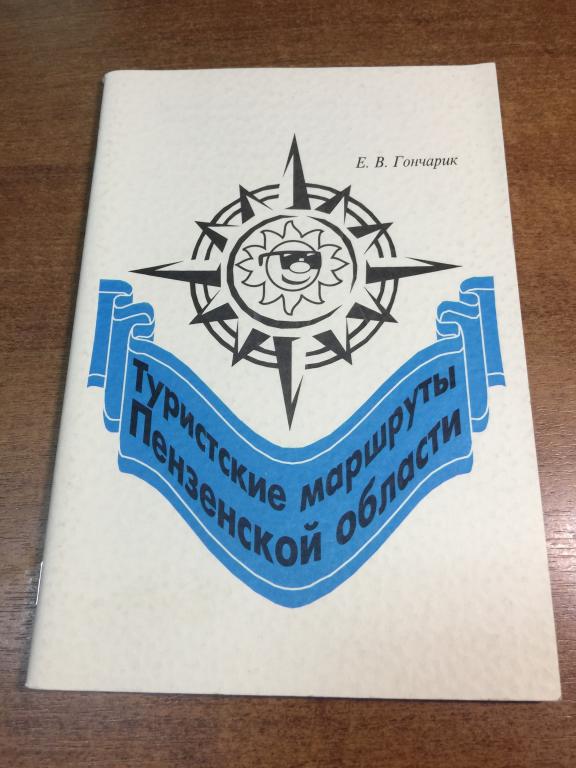 Е. В. Гончарик
Туристские маршруты
Пензенской области